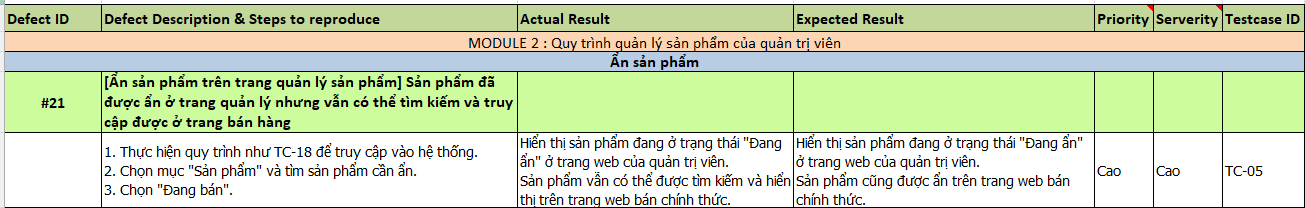 Defect ID
Defect Description & Steps to reproduce
Actual Result
Expected Result
Priority
Serverity
Testcase ID
MODULE 2 : Quy trình quản lý sản phẩm của quản trị viên
Ẩn sản phẩm
#21
[Ẩn sản phẩm trên trang quản lý sản phẩm] Sản phẩm đã
được ẩn ở trang quản lý nhưng vẫn có thể tìm kiếm và truy
cập được ở trang bán hàng
1. Thực hiện quy trình như TC-18 để truy cập vào hệ thống.
2. Chọn mục "Sản phẩm" và tìm sản phẩm cần ẩn.
3. Chọn "Đang bán".
Hiển thị sản phẩm đang ở trạng thái "Đang
ẩn" ở trang web của quản trị viên.
Sản phẩm vẫn có thể được tìm kiếm và hiển
thị trên trang web bán chính thức.
Hiển thị sản phẩm đang ở trạng thái "Đang ẩn"
ở trang web của quản trị viên.
Sản phẩm cũng được ẩn trên trang web bán
chính thức.
Cao
Cao
TC-05